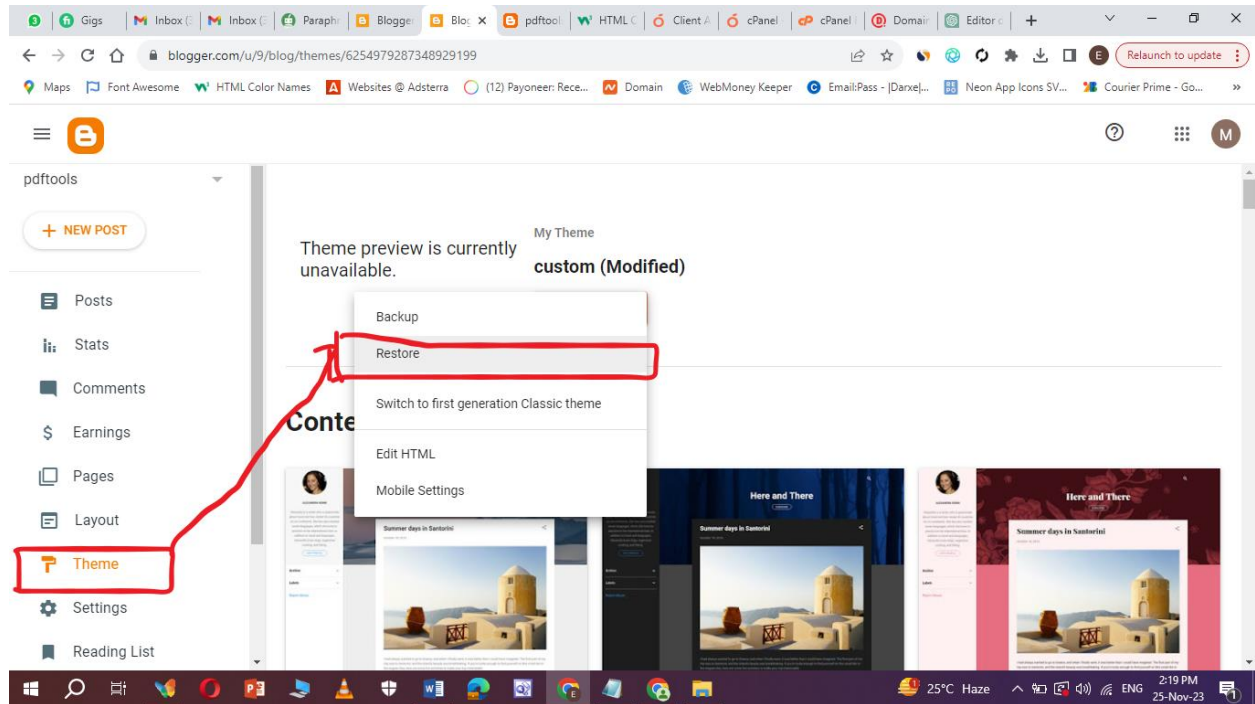 Gigs
Inbox (
Inbox (
Paraphr
Blogge
Blog
pdftool
HTML C
Client A
cPanel
cPanel
Domain
Editor c
blogger.com/u/9/blog/themes/6254979287348929199
E
Relaunch to update
Maps
Font Awesome
HTML Color Names
Websites @ Adsterra
(12) Payoneer: Rece...
Domain
WebMoney Keeper
Email:Pass - |Darxe|...
Neon App Icons SV...
Courier Prime - Go...
»
M
pdftools
+ NEW POST
My Theme
Theme preview is currently
unavailable.
custom (Modified)
Posts
Stats
Comments
Earnings
Pages
Layout
Theme
Settings
Reading List
Backup
Restore
Switch to first generation Classic theme
Edit HTML
Mobile Settings
Conte
Summer days in Santorini
Here and There
Summer days in Santorini
Here and There
Summer days in Santorini
25°C Haze
ENG
2:19 PM
25-Nov-23